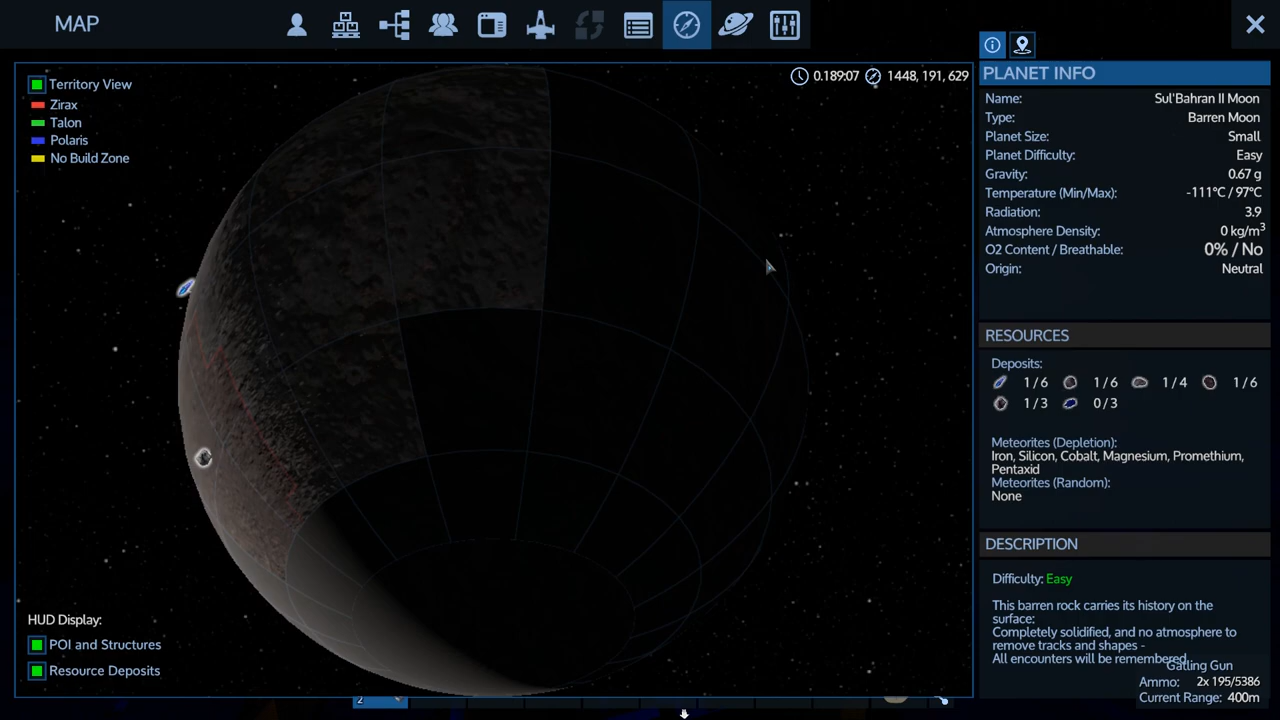 MAP
0.189:07
1448, 191, 629
Territory View
Zirax
Talon
Polaris
No Build Zone
HUD Display:
POI and Structures
Resource Deposits
2
PLANET INFO
Name: Sul'Bahran II Moon
Type: Barren Moon
Planet Size: Small
Planet Difficulty: Easy
Gravity: 0.67 g
Temperature (Min/Max): -111°C / 97°C
Radiation: 3.9
Atmosphere Density: 0 kg/m³
O2 Content / Breathable: 0% / No
Origin: Neutral
RESOURCES
Deposits:
1/6 1/6 1/4 1/6
1/3 0/3
Meteorites (Depletion):
Iron, Silicon, Cobalt, Magnesium, Promethium,
Pentaxid
Meteorites (Random):
None
DESCRIPTION
Difficulty: Easy
This barren rock carries its history on the
surface:
Completely solidified, and no atmosphere to
remove tracks and shapes -
All encounters will be remembered
Gatling Gun
Ammo: 2x 195/5386
Current Range: 400m